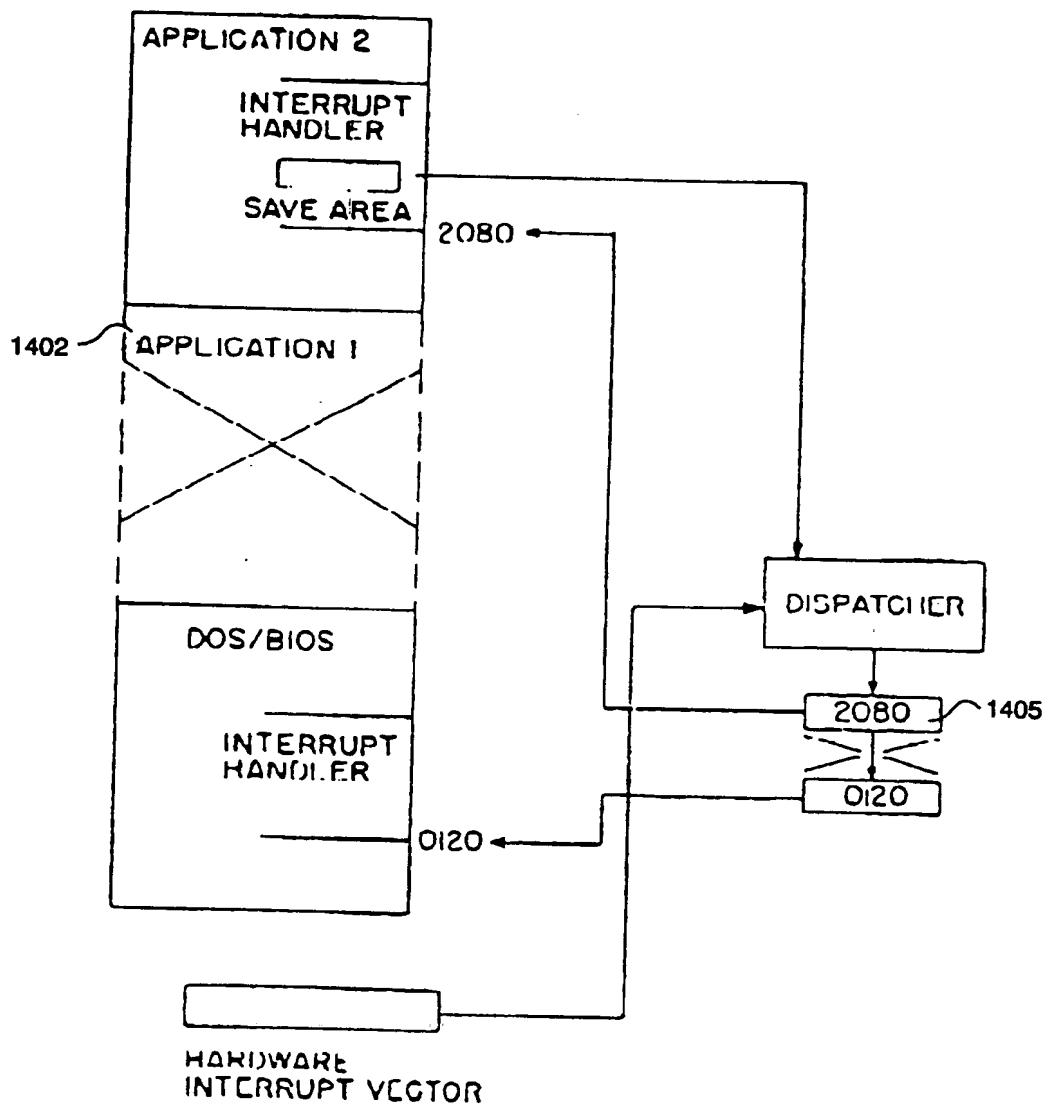 APPLICATION 2
INTERRUPT
HANDLER
SAVE AREA
2080
1402
APPLICATION 1
DISPATCHER
DOS/BIOS
2080
1405
INTERRUPT
HANDLER
0120
0120
HARDWARE
INTERRUPT VECTOR